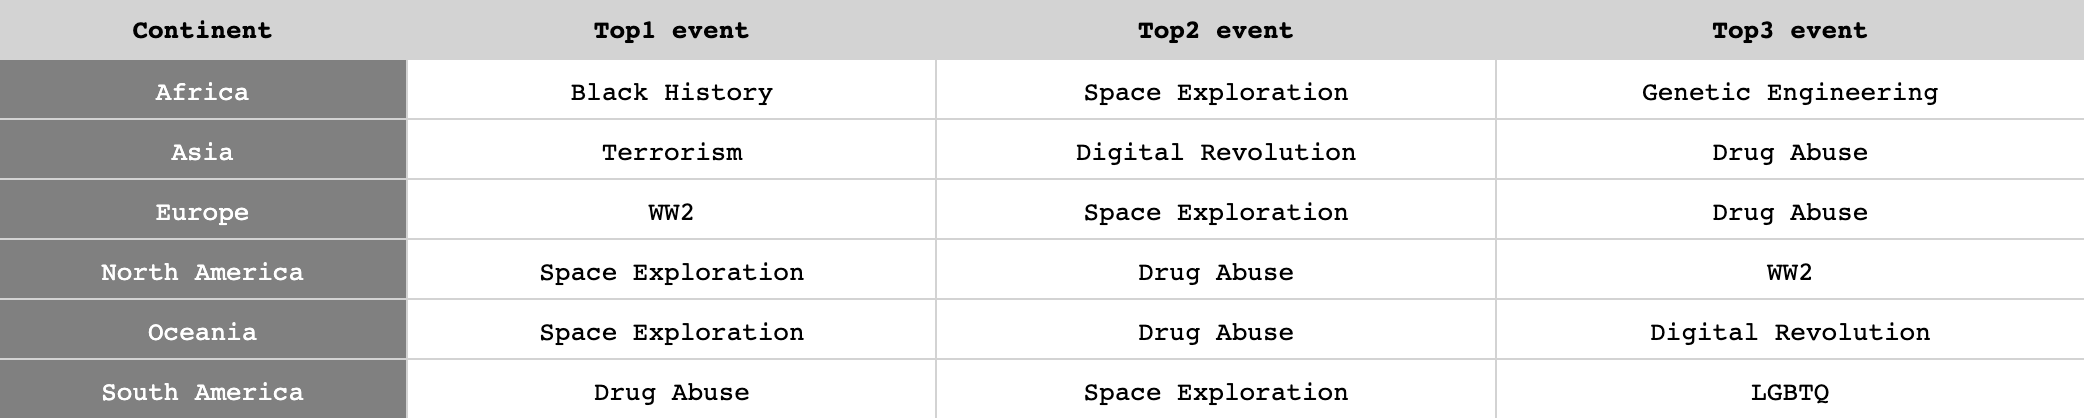 Continent Top1 event Top2 event Top3 event
Africa Black History Space Exploration Genetic Engineering
Asia Terrorism Digital Revolution Drug Abuse
Europe WW2 Space Exploration Drug Abuse
North America Space Exploration Drug Abuse WW2
Oceania Space Exploration Drug Abuse Digital Revolution
South America Drug Abuse Space Exploration LGBTQ